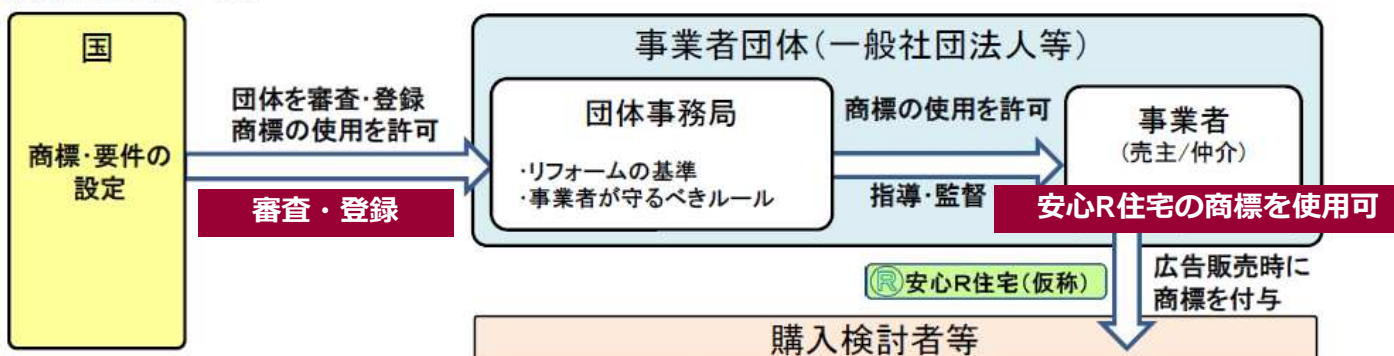 国
商標・要件の
設定
団体を審査・登録
商標の使用を許可
審査・登録
事業者団体(一般社団法人等)
団体事務局
・リフォームの基準
・事業者が守るべきルール
商標の使用を許可
指導・監督
事業者
(売主/仲介)
安心R住宅の商標を使用可
R安心R住宅(仮称)
広告販売時に
商標を付与
購入検討者等